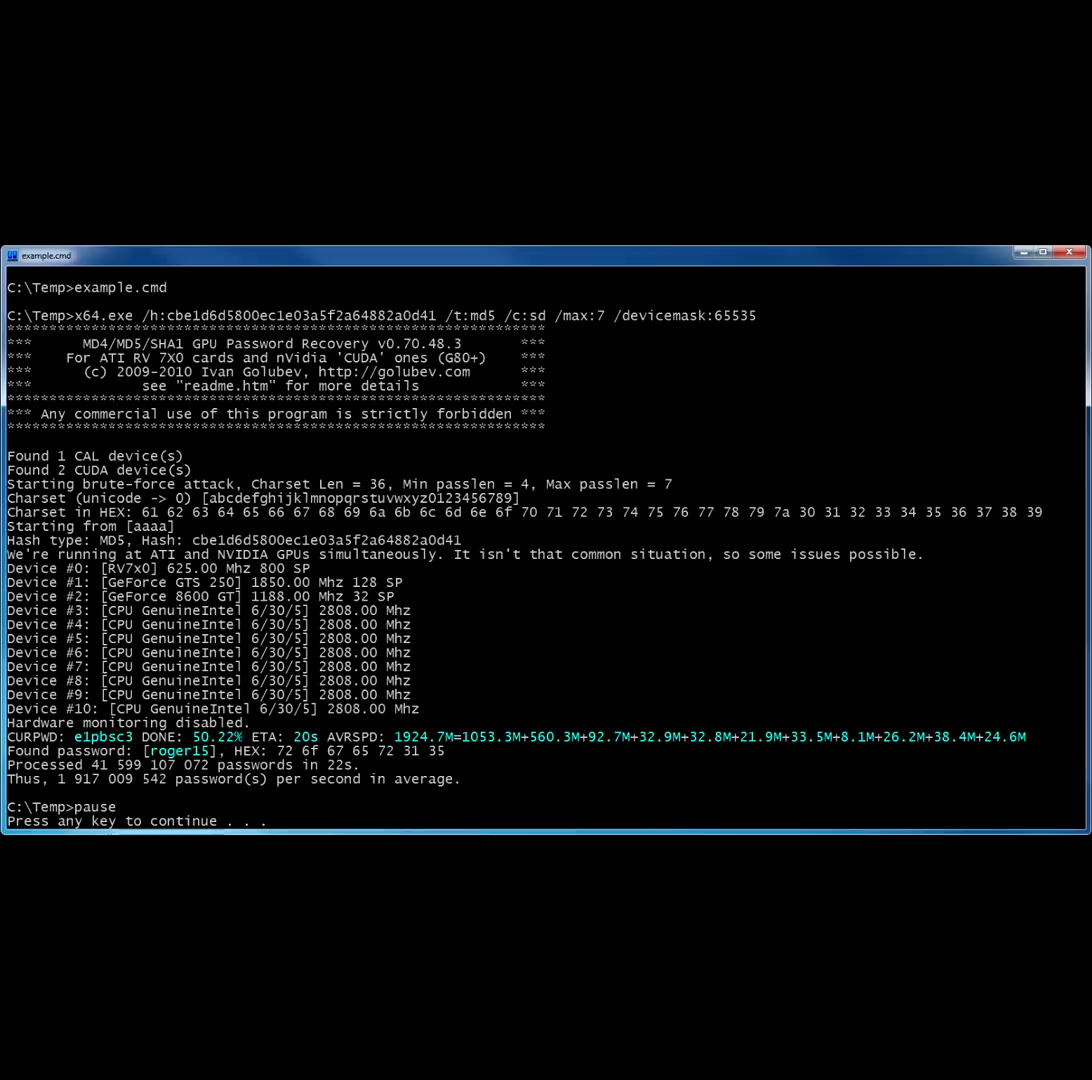 example.cmd
C:\Temp>example.cmd
C:\Temp>x64.exe /h:cbe1d6d5800ec1e03a5f2a64882a0d41 /t:md5 /c:sd /max:7 /devicemask:65535
*****************************************************************
*** MD4/MD5/SHA1 GPU Password Recovery v0.70.48.3 ***
*** For ATI RV 7X0 cards and nVidia 'CUDA' ones (G80+) ***
*** (c) 2009-2010 Ivan Golubev, http://golubev.com ***
*** see "readme.htm" for more details ***
*****************************************************************
*** Any commercial use of this program is strictly forbidden ***
*****************************************************************
Found 1 CAL device(s)
Found 2 CUDA device(s)
Starting brute-force attack, Charset Len = 36, Min passlen = 4, Max passlen = 7
Charset (unicode -> 0) [abcdefghijklmnopqrstuvwxyz0123456789]
Charset in HEX: 61 62 63 64 65 66 67 68 69 6a 6b 6c 6d 6e 6f 70 71 72 73 74 75 76 77 78 79 7a 30 31 32 33 34 35 36 37 38 39
Starting from [aaaa]
Hash type: MD5, Hash: cbe1d6d5800ec1e03a5f2a64882a0d41
We're running at ATI and NVIDIA GPUs simultaneously. It isn't that common situation, so some issues possible.
Device #0: [RV7x0] 625.00 Mhz 800 SP
Device #1: [GeForce GTS 250] 1850.00 Mhz 128 SP
Device #2: [GeForce 8600 GT] 1188.00 Mhz 32 SP
Device #3: [CPU GenuineIntel 6/30/5] 2808.00 Mhz
Device #4: [CPU GenuineIntel 6/30/5] 2808.00 Mhz
Device #5: [CPU GenuineIntel 6/30/5] 2808.00 Mhz
Device #6: [CPU GenuineIntel 6/30/5] 2808.00 Mhz
Device #7: [CPU GenuineIntel 6/30/5] 2808.00 Mhz
Device #8: [CPU GenuineIntel 6/30/5] 2808.00 Mhz
Device #9: [CPU GenuineIntel 6/30/5] 2808.00 Mhz
Device #10: [CPU GenuineIntel 6/30/5] 2808.00 Mhz
Hardware monitoring disabled.
CURPWD: e1pbsc3 DONE: 50.22% ETA: 20s AVRSPD: 1924.7M=1053.3M+560.3M+92.7M+32.9M+32.8M+21.9M+33.5M+8.1M+26.2M+38.4M+24.6M
Found password: [roger15], HEX: 72 6f 67 65 72 31 35
Processed 41 599 107 072 passwords in 22s.
Thus, 1 917 009 542 password(s) per second in average.
C:\Temp>pause
Press any key to continue . . .